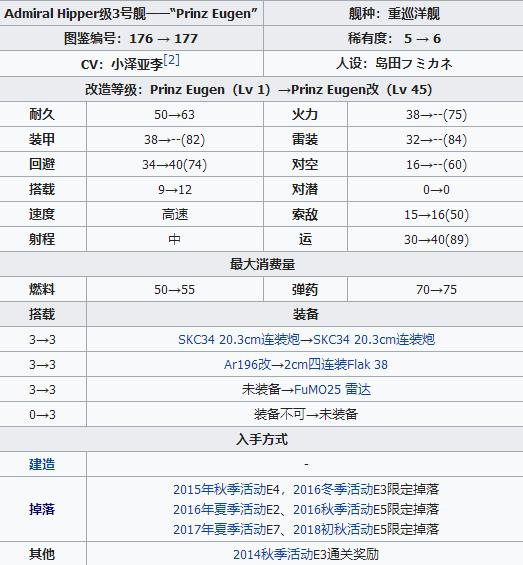 Admiral Hipper级3号舰——“Prinz Eugen” 舰种：重巡洋舰
图鉴编号：176 → 177 稀有度： 5 → 6
CV：小泽亚李[2] 人设：岛田フミカネ
改造等级：Prinz Eugen（Lv 1）→Prinz Eugen改（Lv 45）
耐久 50→63 火力 38→--(75)
装甲 38→--(82) 雷装 32→--(84)
回避 34→40(74) 对空 16→--(60)
搭载 9→12 对潜 0→0
速度 高速 索敌 15→16(50)
射程 中 运 30→40(89)
最大消费量
燃料 50→55 弹药 70→75
搭载 装备
3→3 SKC34 20.3cm连装炮→SKC34 20.3cm连装炮
3→3 Ar196改→2cm四连装Flak 38
3→3 未装备→FuMO25 雷达
0→3 装备不可→未装备
入手方式
建造 -
掉落 2015年秋季活动E4，2016冬季活动E3限定掉落
2016年夏季活动E2、2016秋季活动E5限定掉落
2017年夏季活动E7、2018初秋活动E5限定掉落
其他 2014秋季活动E3通关奖励